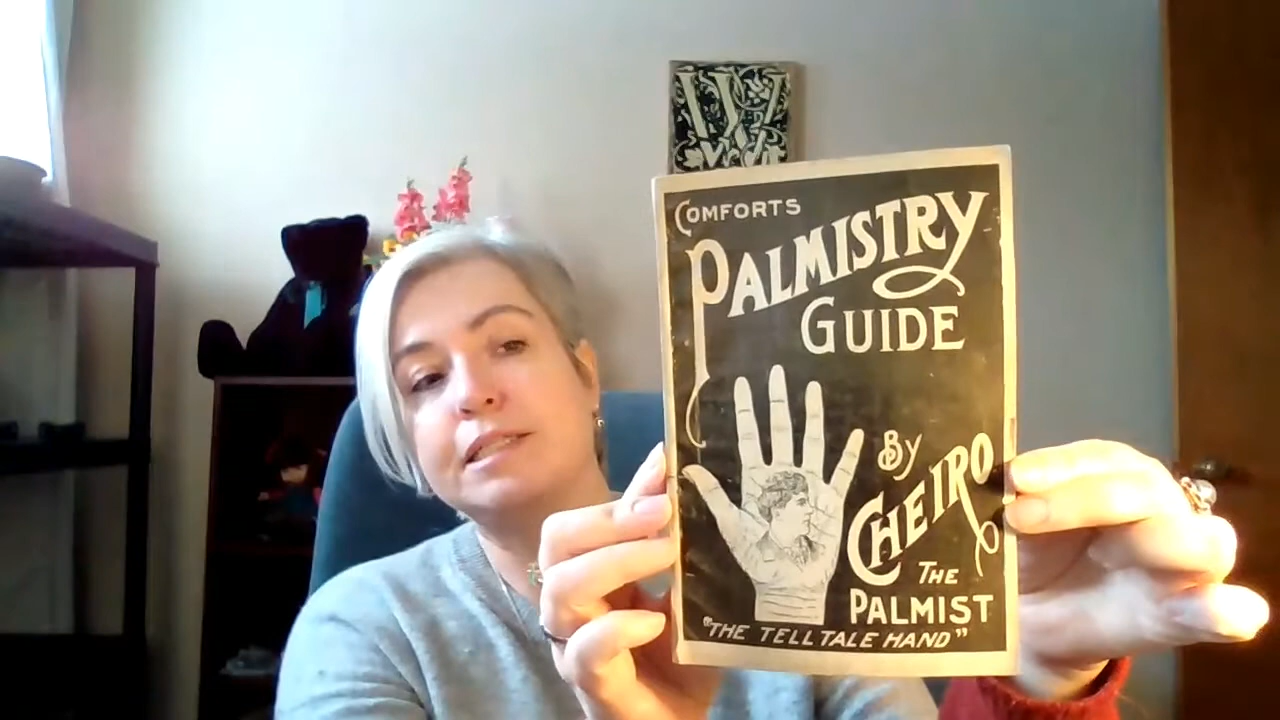 COMFORTS
PALMISTRY
GUIDE
BY
CHEIRO
THE
PALMIST
"THE TELL TALE HAND"